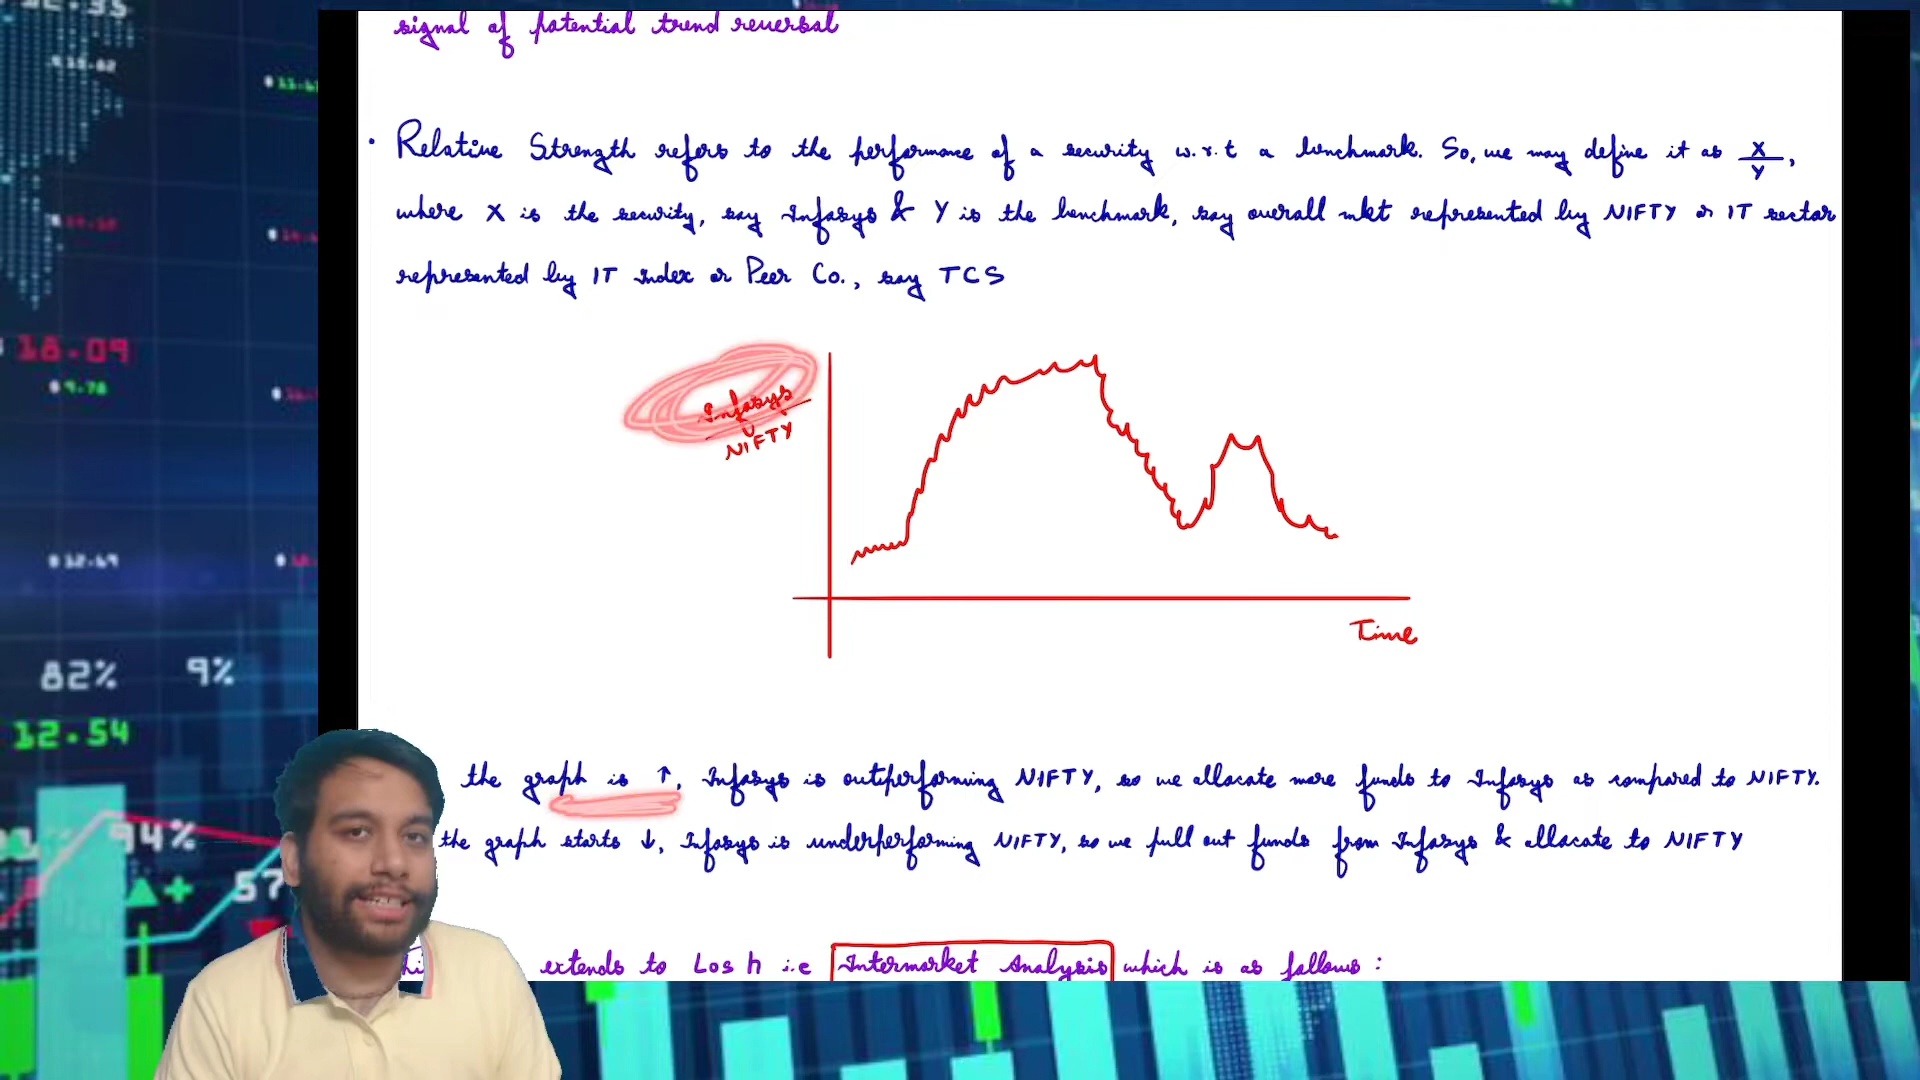 signal of potential trend reversal
• Relative Strength refers to the performance of a security w.r.t a benchmark. So, we may define it as X/Y,
where X is the security, say Infosys & Y is the benchmark, say overall mkt represented by NIFTY or IT sector
represented by IT Index or Peer Co., say TCS
Infosys
NIFTY
Time
the graph is ↑, Infosys is outperforming NIFTY, so we allocate more funds to Infosys as compared to NIFTY.
the graph starts ↓, Infosys is underperforming NIFTY, so we pull out funds from Infosys & allocate to NIFTY
extends to Los h i.e Intermarket Analysis which is as follows :
18.09
9.78
12.69
82% 9%
12.54
94%
57